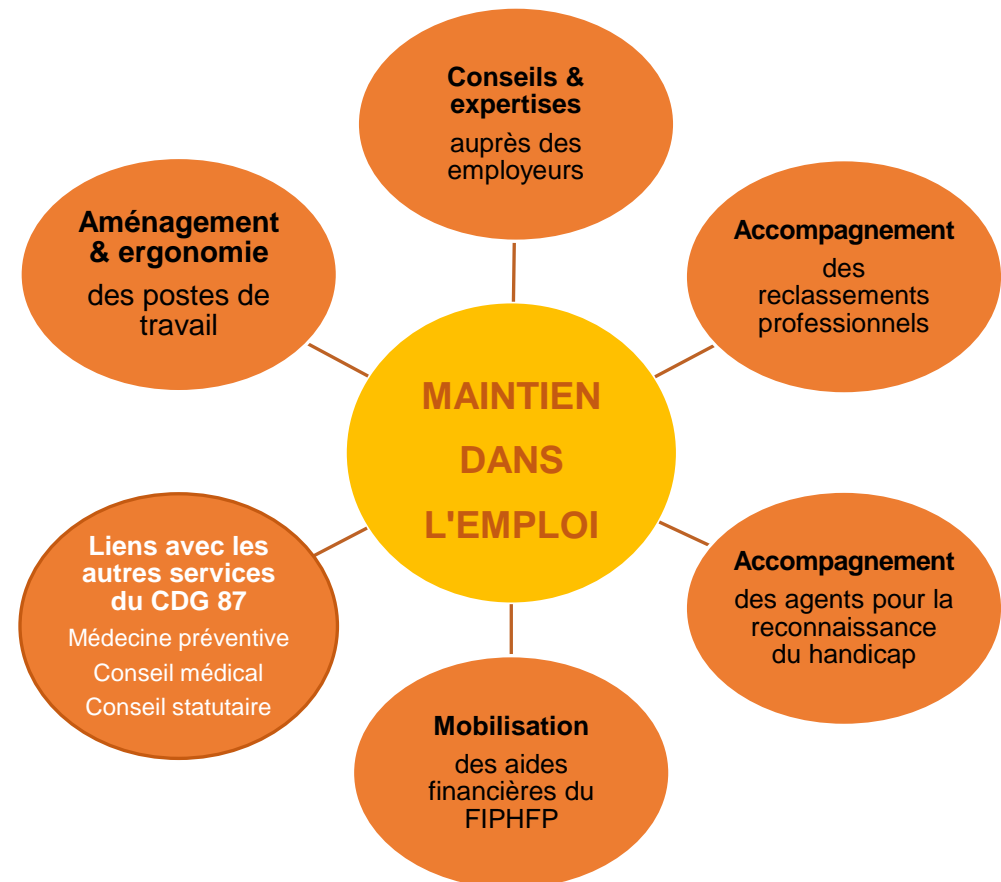 Conseils &
expertises
auprès des
employeurs
Accompagnement
des
reclassements
professionnels
Accompagnement
des agents pour la
reconnaissance
du handicap
Mobilisation
des aides
financières du
FIPHFP
Liens avec les
autres services
du CDG 87
Médecine préventive
Conseil médical
Conseil statutaire
Aménagement
& ergonomie
des postes de
travail
MAINTIEN
DANS
L'EMPLOI